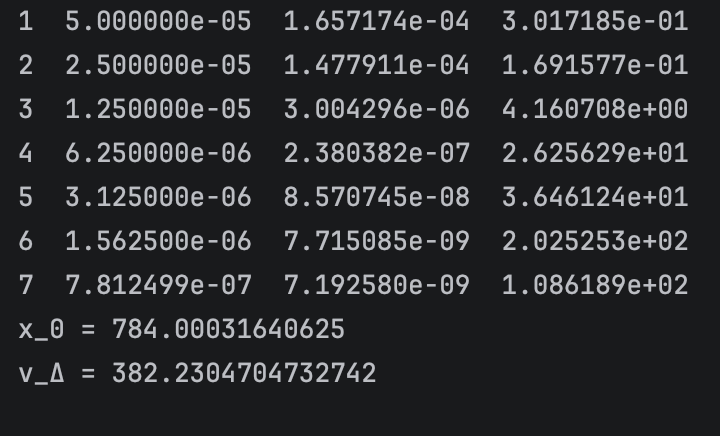 1  5.000000e-05  1.657174e-04  3.017185e-01
2  2.500000e-05  1.477911e-04  1.691577e-01
3  1.250000e-05  3.004296e-06  4.160708e+00
4  6.250000e-06  2.380382e-07  2.625629e+01
5  3.125000e-06  8.570745e-08  3.646124e+01
6  1.562500e-06  7.715085e-09  2.025253e+02
7  7.812499e-07  7.192580e-09  1.086189e+02
x_0 = 784.00031640625
v_Δ = 382.2304704732742